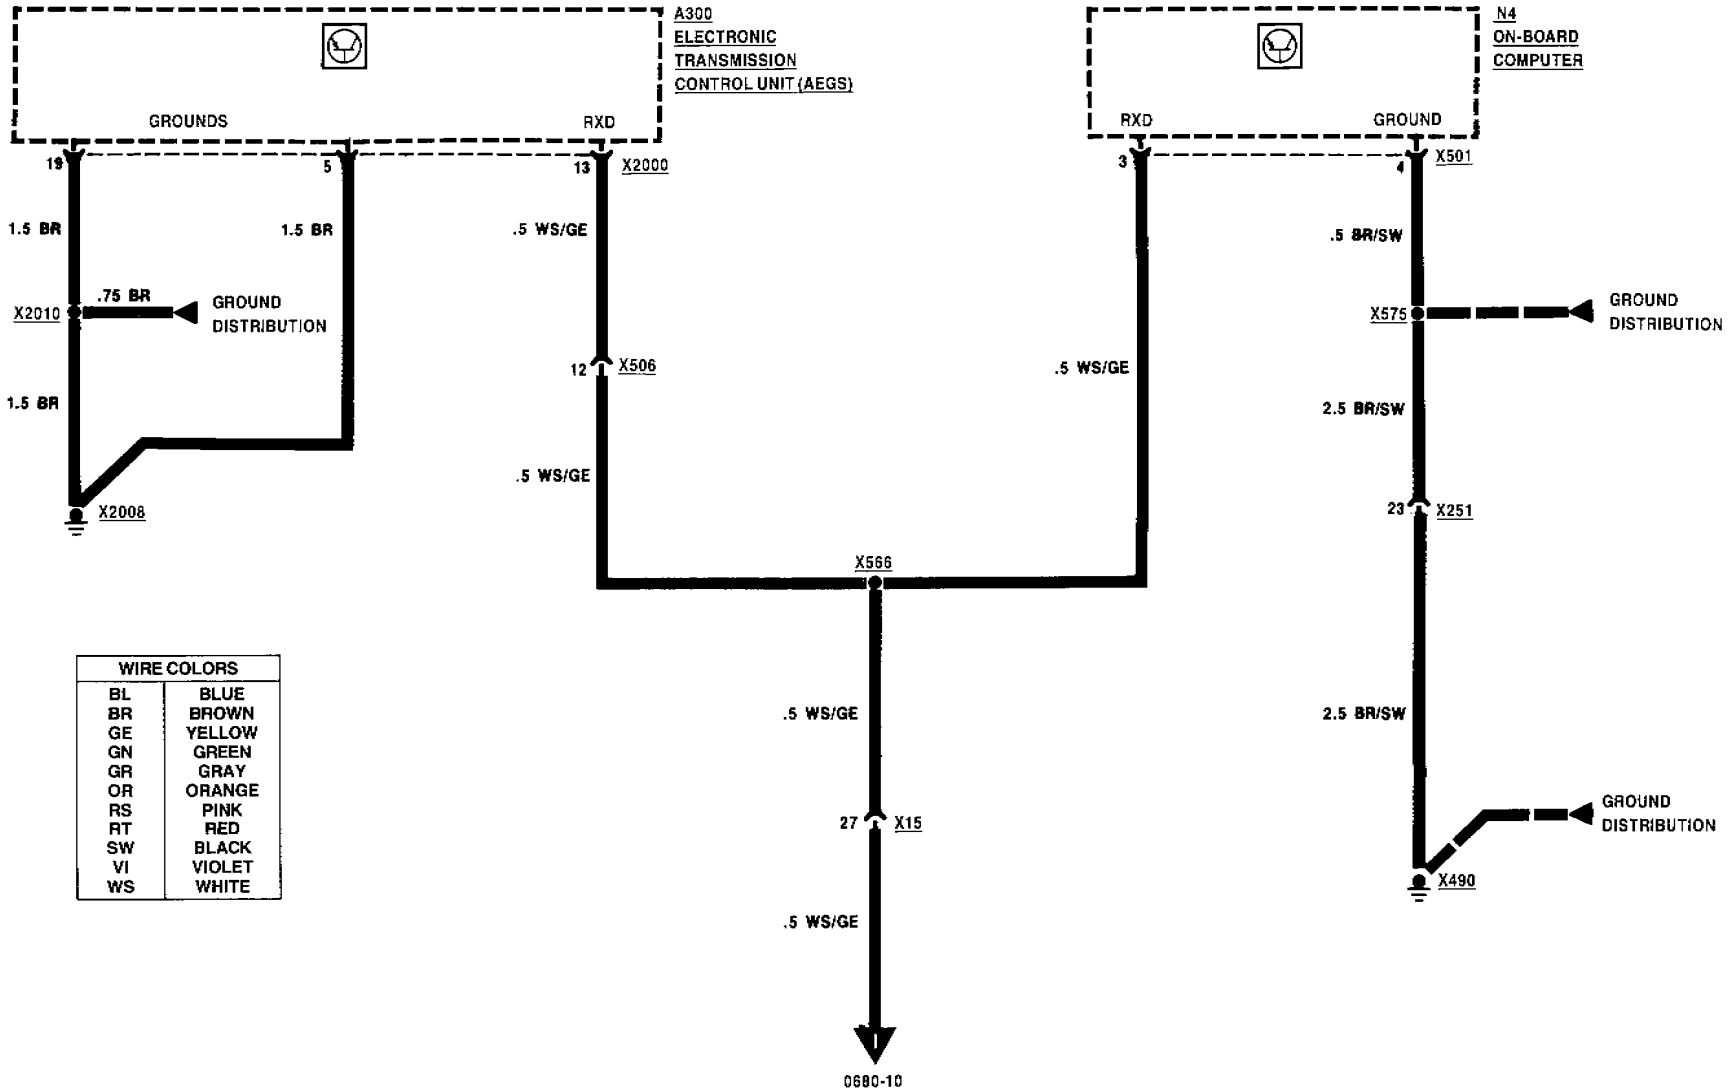 A300
ELECTRONIC
TRANSMISSION
CONTROL UNIT (AEGS)
GROUNDS
RXD
19
5
13
X2000
1.5 BR
1.5 BR
.5 WS/GE
X2010
.75 BR
GROUND
DISTRIBUTION
12
X506
1.5 BR
.5 WS/GE
X2008
N4
ON-BOARD
COMPUTER
RXD
GROUND
3
4
X501
.5 BR/SW
X575
GROUND
DISTRIBUTION
.5 WS/GE
2.5 BR/SW
23
X251
X566
.5 WS/GE
2.5 BR/SW
27
X15
GROUND
DISTRIBUTION
X490
.5 WS/GE
0680-10
WIRE COLORS
BL BLUE
BR BROWN
GE YELLOW
GN GREEN
GR GRAY
OR ORANGE
RS PINK
RT RED
SW BLACK
VI VIOLET
WS WHITE